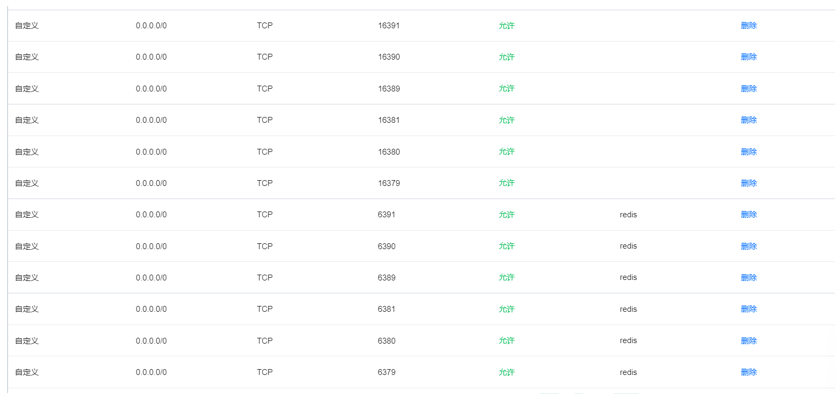 自定义 0.0.0.0/0 TCP 16391 允许 删除
自定义 0.0.0.0/0 TCP 16390 允许 删除
自定义 0.0.0.0/0 TCP 16389 允许 删除
自定义 0.0.0.0/0 TCP 16381 允许 删除
自定义 0.0.0.0/0 TCP 16380 允许 删除
自定义 0.0.0.0/0 TCP 16379 允许 删除
自定义 0.0.0.0/0 TCP 6391 允许 redis 删除
自定义 0.0.0.0/0 TCP 6390 允许 redis 删除
自定义 0.0.0.0/0 TCP 6389 允许 redis 删除
自定义 0.0.0.0/0 TCP 6381 允许 redis 删除
自定义 0.0.0.0/0 TCP 6380 允许 redis 删除
自定义 0.0.0.0/0 TCP 6379 允许 redis 删除